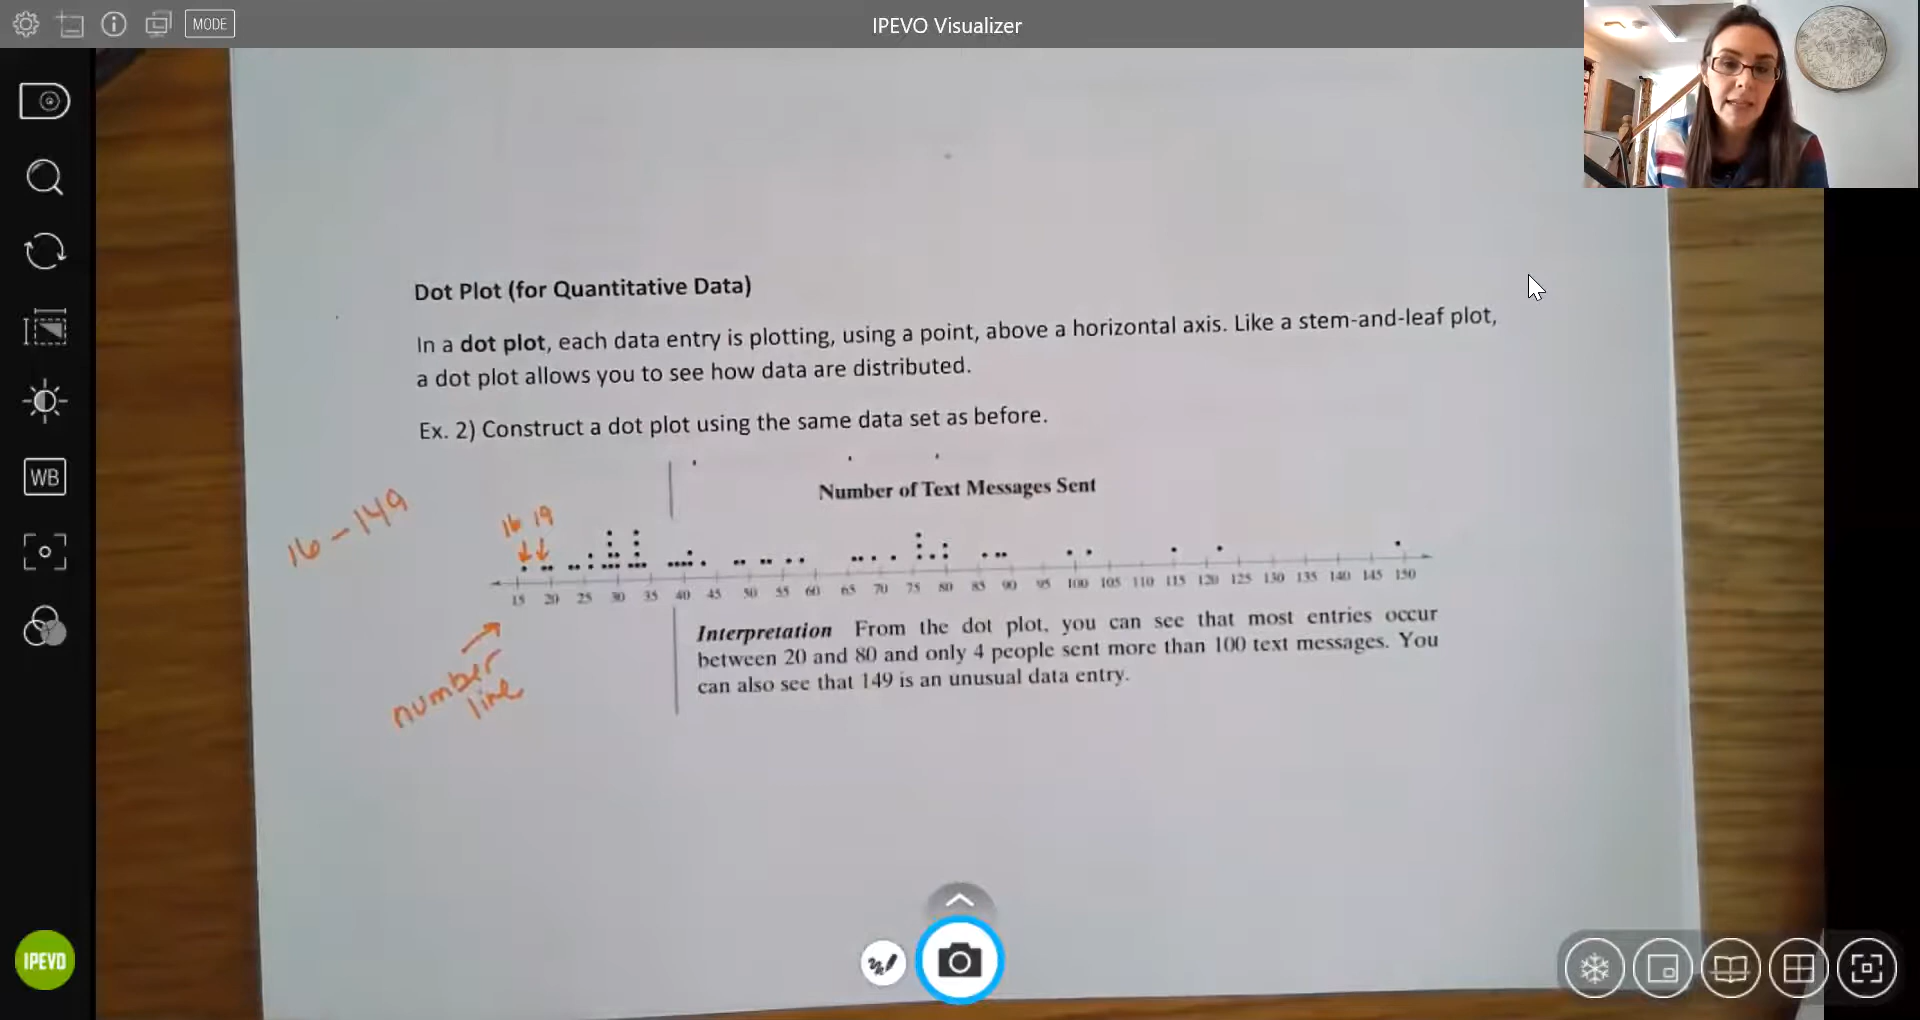 MODE
IPEVO Visualizer
WB
Dot Plot (for Quantitative Data)
In a dot plot, each data entry is plotting, using a point, above a horizontal axis. Like a stem-and-leaf plot,
a dot plot allows you to see how data are distributed.
Ex. 2) Construct a dot plot using the same data set as before.
Number of Text Messages Sent
16 - 149
16 19
15 20 25 30 35 40 45 50 55 60 65 70 75 80 85 90 95 100 105 110 115 120 125 130 135 140 145 150
number
line
Interpretation From the dot plot, you can see that most entries occur
between 20 and 80 and only 4 people sent more than 100 text messages. You
can also see that 149 is an unusual data entry.
IPEVO